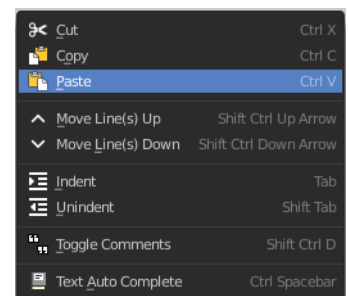 Cut Ctrl X
Copy Ctrl C
Paste Ctrl V
Move Line(s) Up Shift Ctrl Up Arrow
Move Line(s) Down Shift Ctrl Down Arrow
Indent Tab
Unindent Shift Tab
Toggle Comments Shift Ctrl D
Text Auto Complete Ctrl Spacebar